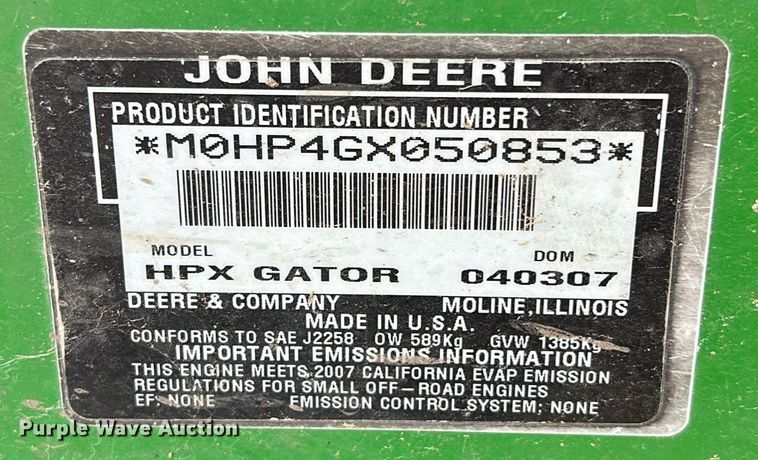 JOHN DEERE
PRODUCT IDENTIFICATION NUMBER
*M0HP4GX050853*
MODEL DOM
HPX GATOR 040307
DEERE & COMPANY MOLINE, ILLINOIS
MADE IN U.S.A.
CONFORMS TO SAE J2258 OW 589Kg GVW 1385Kg
IMPORTANT EMISSIONS INFORMATION
THIS ENGINE MEETS 2007 CALIFORNIA EVAP EMISSION
REGULATIONS FOR SMALL OFF-ROAD ENGINES
EF: NONE EMISSION CONTROL SYSTEM; NONE
Purple Wave Auction